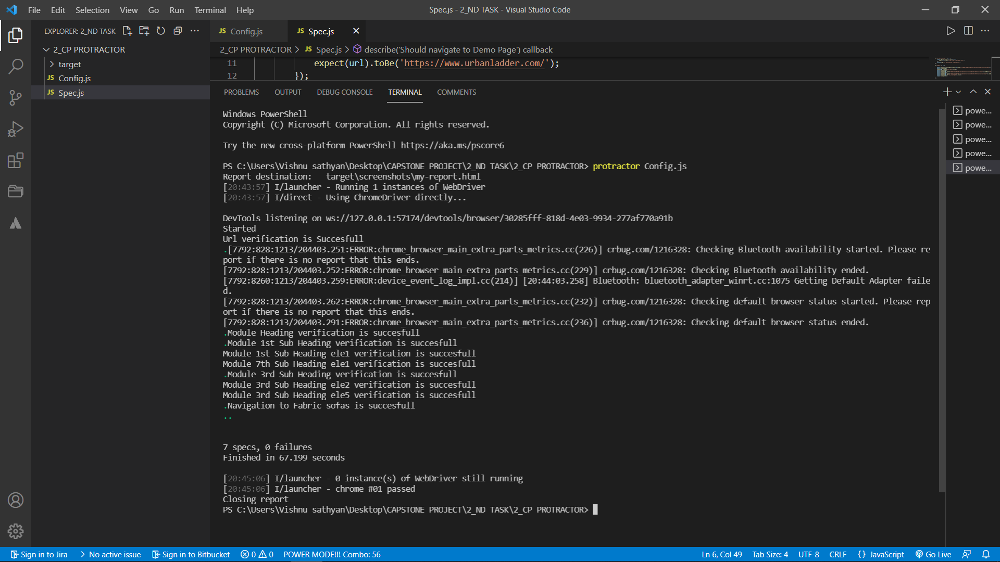 File Edit Selection View Go Run Terminal Help
Spec.js - 2_ND TASK - Visual Studio Code
EXPLORER: 2_ND TASK
2_CP PROTRACTOR
target
JS Config.js
JS Spec.js
JS Config.js
JS Spec.js
2_CP PROTRACTOR > JS Spec.js > describe('Should navigate to Demo Page') callback
11 expect(url).toBe('https://www.urbanladder.com/');
12 });
PROBLEMS OUTPUT DEBUG CONSOLE TERMINAL COMMENTS
Windows PowerShell
Copyright (C) Microsoft Corporation. All rights reserved.
Try the new cross-platform PowerShell https://aka.ms/pscore6
PS C:\Users\Vishnu sathyan\Desktop\CAPSTONE PROJECT\2_ND TASK\2_CP PROTRACTOR> protractor Config.js
Report destination:   target\screenshots\my-report.html
[20:43:57] I/launcher - Running 1 instances of WebDriver
[20:43:57] I/direct - Using ChromeDriver directly...
DevTools listening on ws://127.0.0.1:57174/devtools/browser/30285fff-818d-4e03-9934-277af770a91b
Started
Url verification is Succesfull
.[7792:828:1213/204403.251:ERROR:chrome_browser_main_extra_parts_metrics.cc(226)] crbug.com/1216328: Checking Bluetooth availability started. Please re
port if there is no report that this ends.
[7792:828:1213/204403.252:ERROR:chrome_browser_main_extra_parts_metrics.cc(229)] crbug.com/1216328: Checking Bluetooth availability ended.
[7792:8260:1213/204403.259:ERROR:device_event_log_impl.cc(214)] [20:44:03.258] Bluetooth: bluetooth_adapter_winrt.cc:1075 Getting Default Adapter faile
d.
[7792:828:1213/204403.262:ERROR:chrome_browser_main_extra_parts_metrics.cc(232)] crbug.com/1216328: Checking default browser status started. Please rep
ort if there is no report that this ends.
[7792:828:1213/204403.291:ERROR:chrome_browser_main_extra_parts_metrics.cc(236)] crbug.com/1216328: Checking default browser status ended.
.Module Heading verification is succesfull
.Module 1st Sub Heading verification is succesfull
Module 1st Sub Heading ele1 verification is succesfull
Module 7th Sub Heading ele1 verification is succesfull
.Module 3rd Sub Heading verification is succesfull
Module 3rd Sub Heading ele2 verification is succesfull
Module 3rd Sub Heading ele5 verification is succesfull
.Navigation to Fabric sofas is succesfull
..
7 specs, 0 failures
Finished in 67.199 seconds
[20:45:06] I/launcher - 0 instance(s) of WebDriver still running
[20:45:06] I/launcher - chrome #01 passed
Closing report
PS C:\Users\Vishnu sathyan\Desktop\CAPSTONE PROJECT\2_ND TASK\2_CP PROTRACTOR>
powe...
powe...
powe...
powe...
powe...
Sign in to Jira > No active issue Sign in to Bitbucket 0 0 POWER MODE!!! Combo: 56 Ln 6, Col 49 Tab Size: 4 UTF-8 CRLF {} JavaScript Go Live